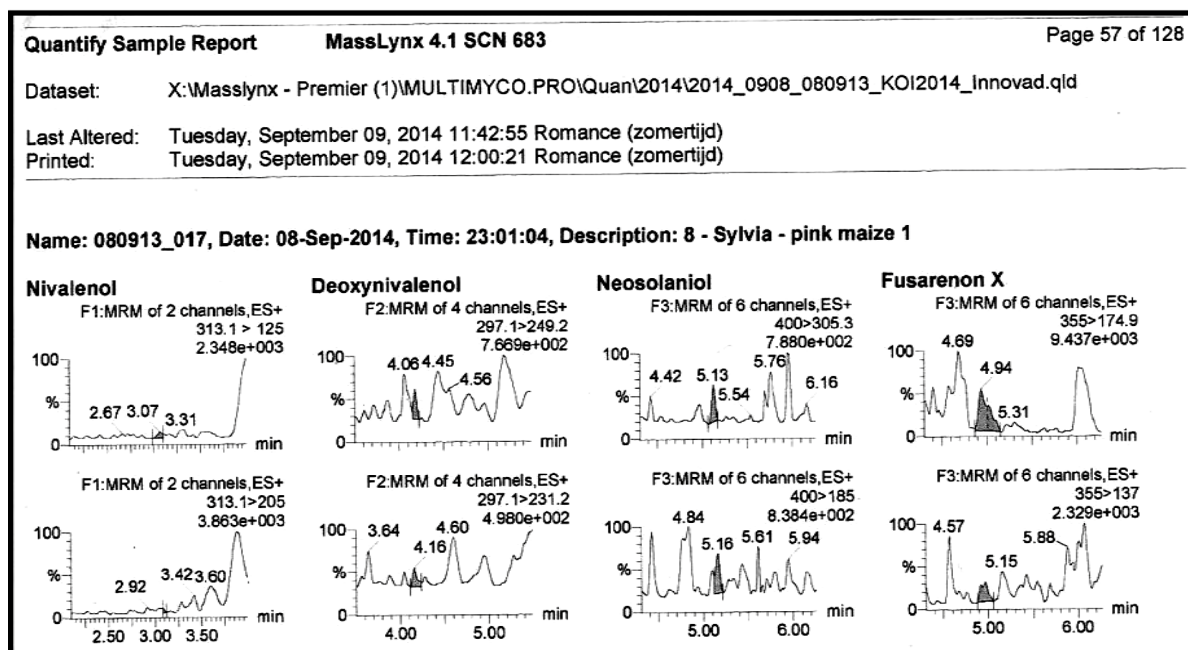 Quantify Sample Report MassLynx 4.1 SCN 683 Page 57 of 128
Dataset: X:\Masslynx - Premier (1)\MULTIMYCO.PRO\Quan\2014\2014_0908_080913_KOI2014_Innovad.qld
Last Altered: Tuesday, September 09, 2014 11:42:55 Romance (zomertijd)
Printed: Tuesday, September 09, 2014 12:00:21 Romance (zomertijd)
Name: 080913_017, Date: 08-Sep-2014, Time: 23:01:04, Description: 8 - Sylvia - pink maize 1
Nivalenol
F1:MRM of 2 channels,ES+
313.1 > 125
2.348e+003
100
%
0
2.67 3.07 3.31
min
F1:MRM of 2 channels,ES+
313.1>205
3.863e+003
100
%
0
2.92 3.42 3.60
min
2.50 3.00 3.50
Deoxynivalenol
F2:MRM of 4 channels,ES+
297.1>249.2
7.669e+002
100
%
0
4.06 4.45 4.56
min
F2:MRM of 4 channels,ES+
297.1>231.2
4.980e+002
100
%
0
3.64 4.16 4.60
min
4.00 5.00
Neosolaniol
F3:MRM of 6 channels,ES+
400>305.3
7.880e+002
100
%
0
4.42 5.13 5.54 5.76 6.16
min
F3:MRM of 6 channels,ES+
400>185
8.384e+002
100
%
0
4.84 5.16 5.61 5.94
min
5.00 6.00
Fusarenon X
F3:MRM of 6 channels,ES+
355>174.9
9.437e+003
100
%
0
4.69 4.94 5.31
min
F3:MRM of 6 channels,ES+
355>137
2.329e+003
100
%
0
4.57 5.15 5.88
min
5.00 6.00